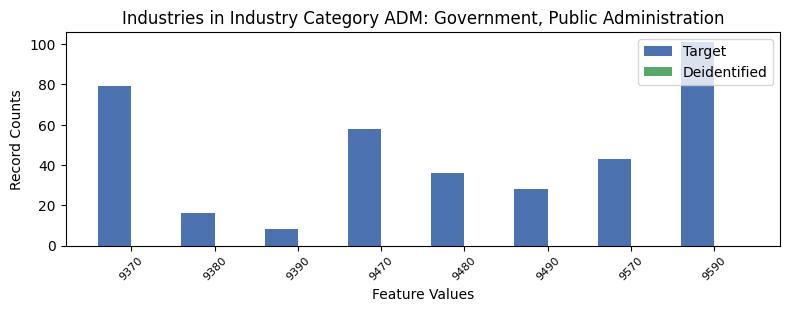 Industries in Industry Category ADM: Government, Public Administration
Target
Deidentified
Record Counts
100
80
60
40
20
0
9370
9380
9390
9470
9480
9490
9570
9590
Feature Values